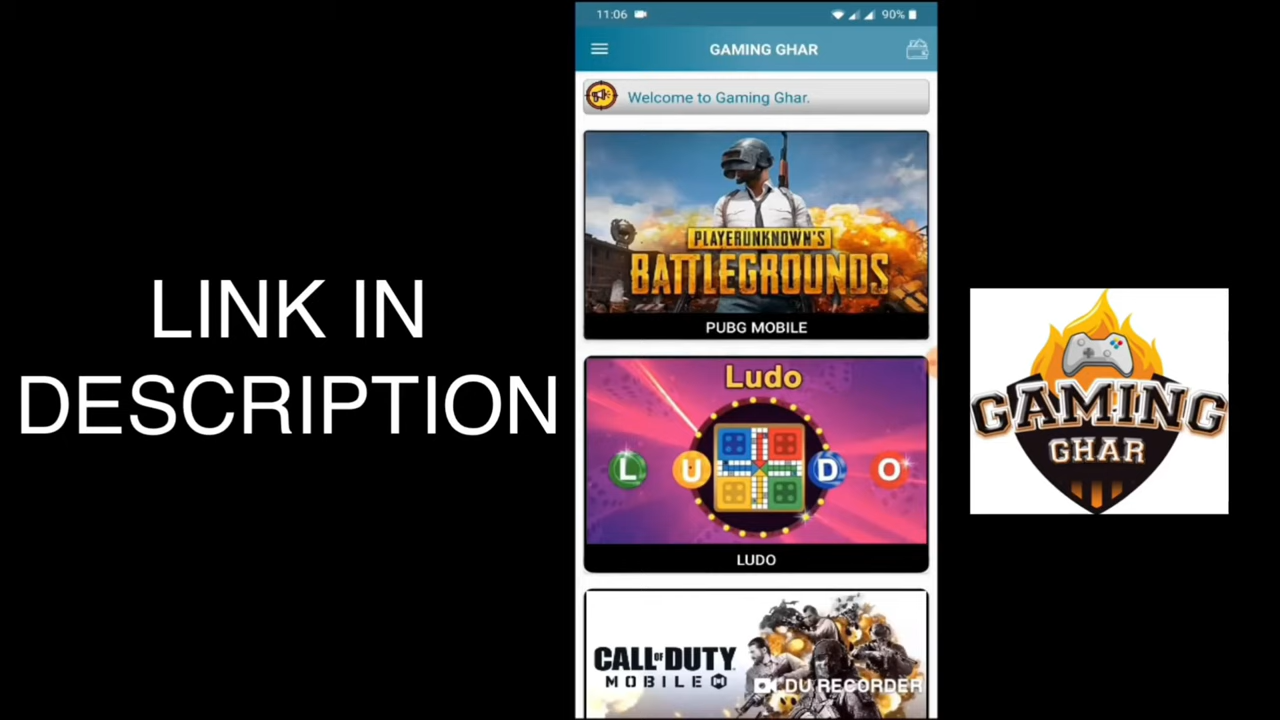 LINK IN
DESCRIPTION
11:06
90%
GAMING GHAR
Welcome to Gaming Ghar.
PLAYERUNKNOWN'S
BATTLEGROUNDS
PUBG MOBILE
Ludo
L U D O
LUDO
CALL OF DUTY
MOBILE
DU RECORDER
GAMING
GHAR